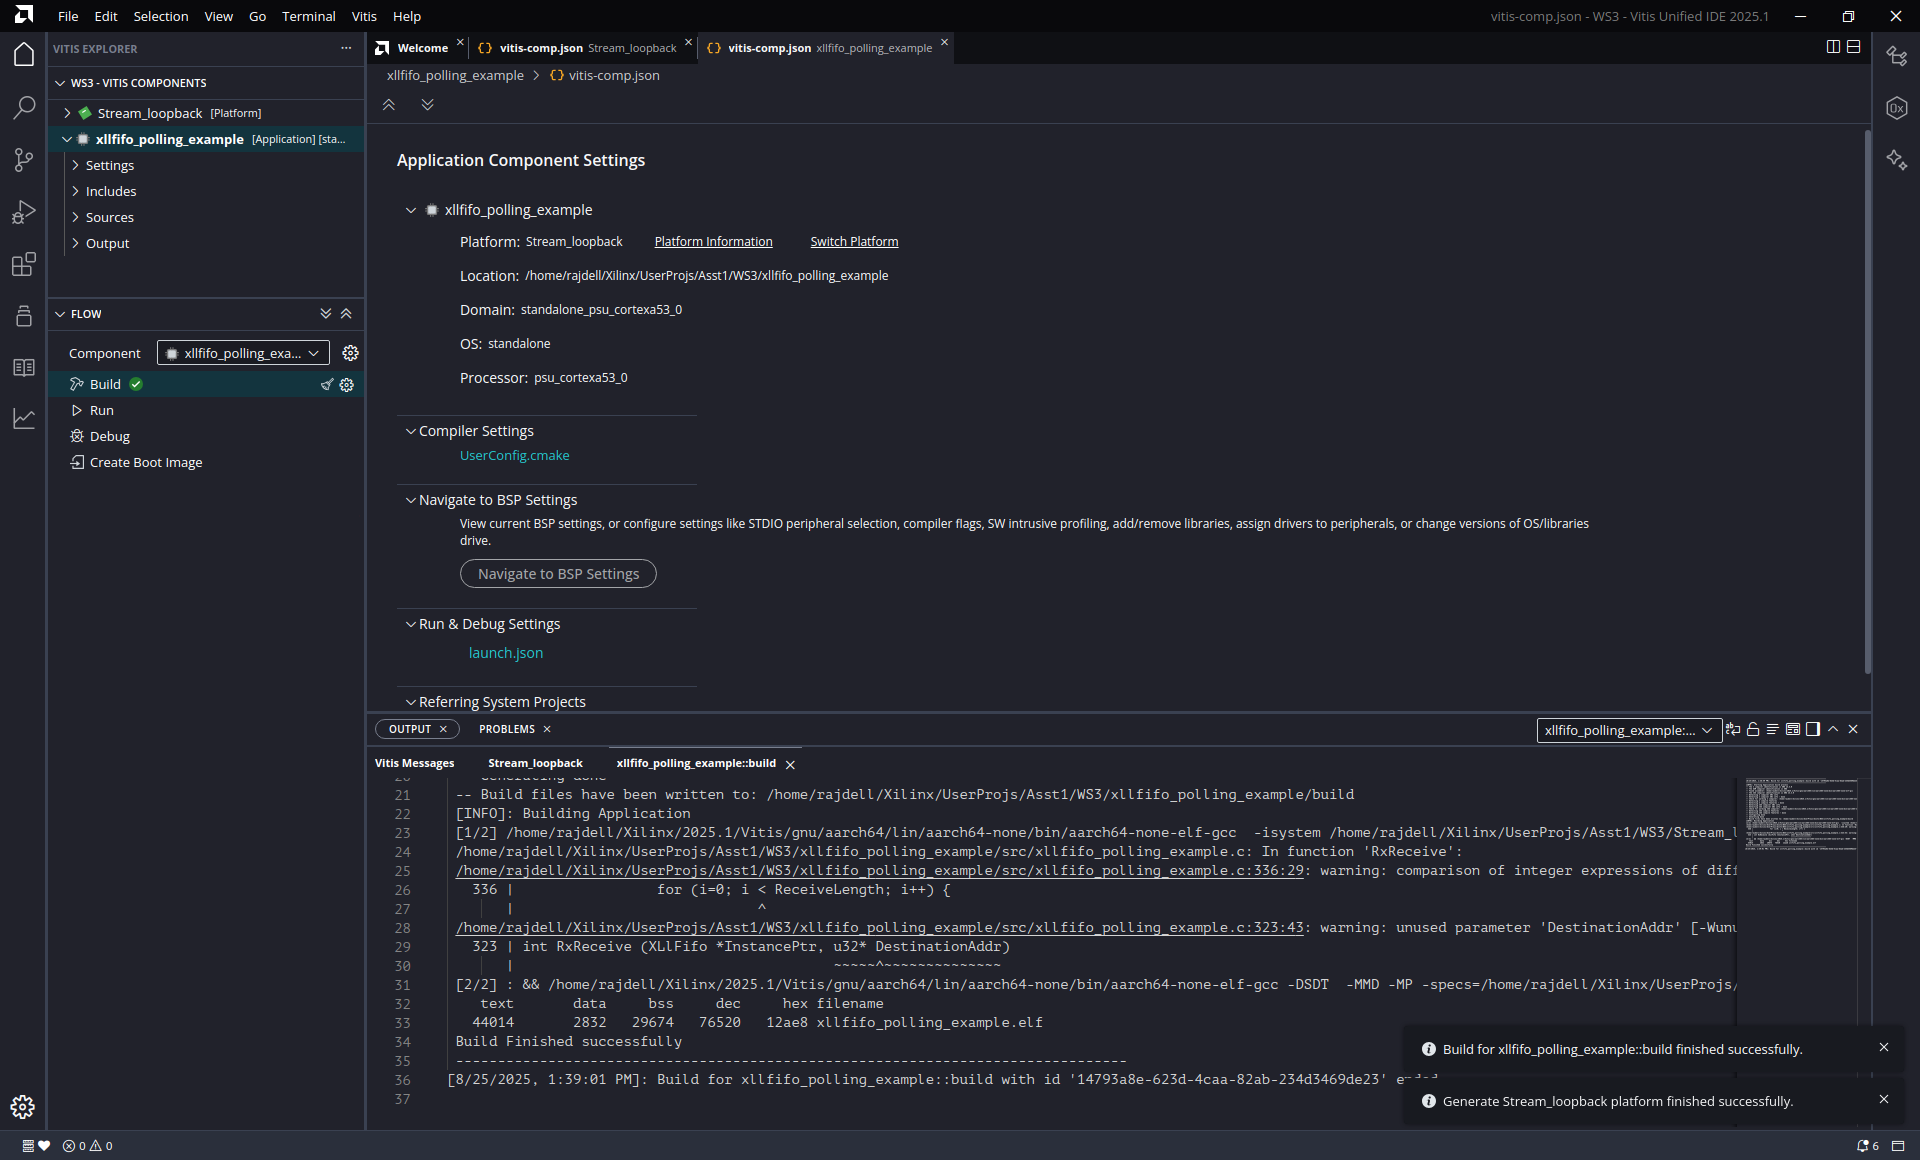 File Edit Selection View Go Terminal Vitis Help
vitis-comp.json - WS3 - Vitis Unified IDE 2025.1
VITIS EXPLORER
WS3 - VITIS COMPONENTS
Stream_loopback [Platform]
xllfifo_polling_example [Application] [sta...
Settings
Includes
Sources
Output
FLOW
Component xllfifo_polling_exa...
Build
Run
Debug
Create Boot Image
Welcome
vitis-comp.json Stream_loopback
vitis-comp.json xllfifo_polling_example
xllfifo_polling_example > {} vitis-comp.json
Application Component Settings
xllfifo_polling_example
Platform: Stream_loopback Platform Information Switch Platform
Location: /home/rajdell/Xilinx/UserProjs/Asst1/WS3/xllfifo_polling_example
Domain: standalone_psu_cortexa53_0
OS: standalone
Processor: psu_cortexa53_0
Compiler Settings
UserConfig.cmake
Navigate to BSP Settings
View current BSP settings, or configure settings like STDIO peripheral selection, compiler flags, SW intrusive profiling, add/remove libraries, assign drivers to peripherals, or change versions of OS/libraries
drive.
Navigate to BSP Settings
Run & Debug Settings
launch.json
Referring System Projects
OUTPUT PROBLEMS
xllfifo_polling_example:...
Vitis Messages Stream_loopback xllfifo_polling_example::build
21 -- Build files have been written to: /home/rajdell/Xilinx/UserProjs/Asst1/WS3/xllfifo_polling_example/build
22 [INFO]: Building Application
23 [1/2] /home/rajdell/Xilinx/2025.1/Vitis/gnu/aarch64/lin/aarch64-none/bin/aarch64-none-elf-gcc -isystem /home/rajdell/Xilinx/UserProjs/Asst1/WS3/Stream_
24 /home/rajdell/Xilinx/UserProjs/Asst1/WS3/xllfifo_polling_example/src/xllfifo_polling_example.c: In function 'RxReceive':
25 /home/rajdell/Xilinx/UserProjs/Asst1/WS3/xllfifo_polling_example/src/xllfifo_polling_example.c:336:29: warning: comparison of integer expressions of diff
26 336 | for (i=0; i < ReceiveLength; i++) {
27 | ^
28 /home/rajdell/Xilinx/UserProjs/Asst1/WS3/xllfifo_polling_example/src/xllfifo_polling_example.c:323:43: warning: unused parameter 'DestinationAddr' [-Wunu
29 323 | int RxReceive (XLlFifo *InstancePtr, u32* DestinationAddr)
30 | ~~~~~^~~~~~~~~~~~~~~
31 [2/2] : && /home/rajdell/Xilinx/2025.1/Vitis/gnu/aarch64/lin/aarch64-none/bin/aarch64-none-elf-gcc -DSDT -MMD -MP -specs=/home/rajdell/Xilinx/UserProjs/
32 text data bss dec hex filename
33 44014 2832 29674 76520 12ae8 xllfifo_polling_example.elf
34 Build Finished successfully
35 --------------------------------------------------------------------------------
36 [8/25/2025, 1:39:01 PM]: Build for xllfifo_polling_example::build with id '14793a8e-623d-4caa-82ab-234d3469de23' ended.
37
Build for xllfifo_polling_example::build finished successfully.
Generate Stream_loopback platform finished successfully.
0 0
6